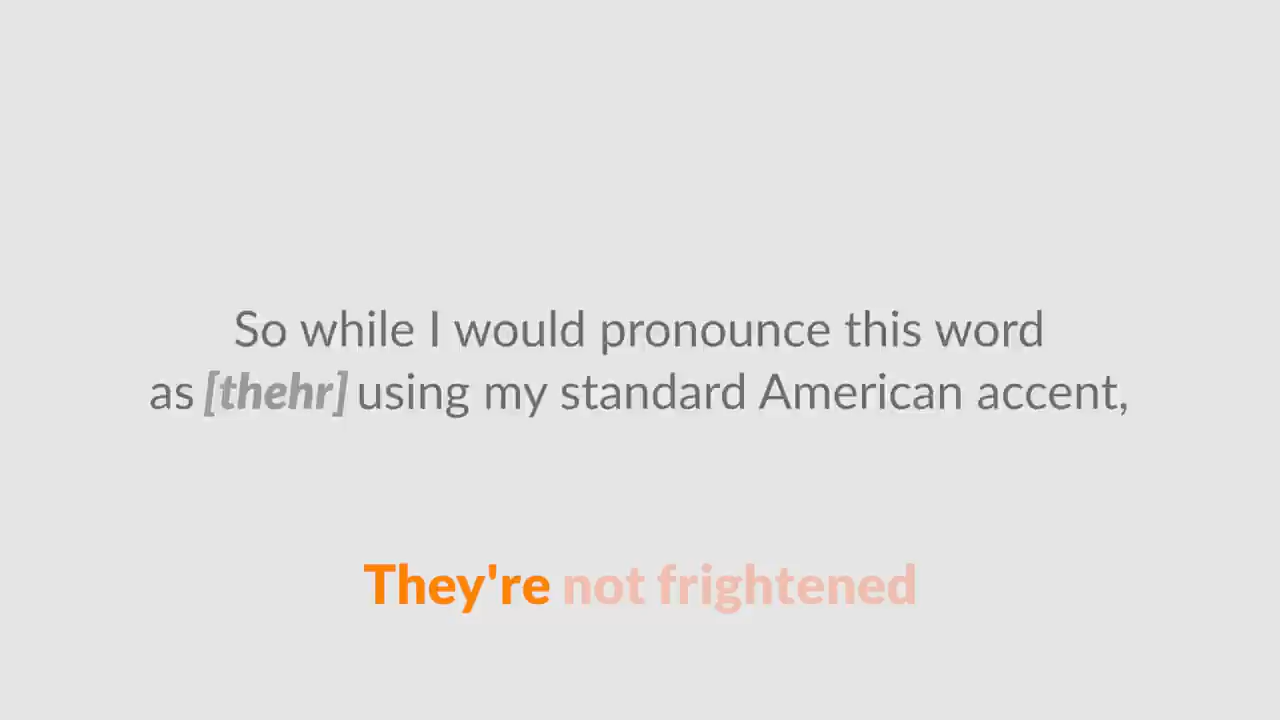 So while I would pronounce this word
as [thehr] using my standard American accent,
They're not frightened